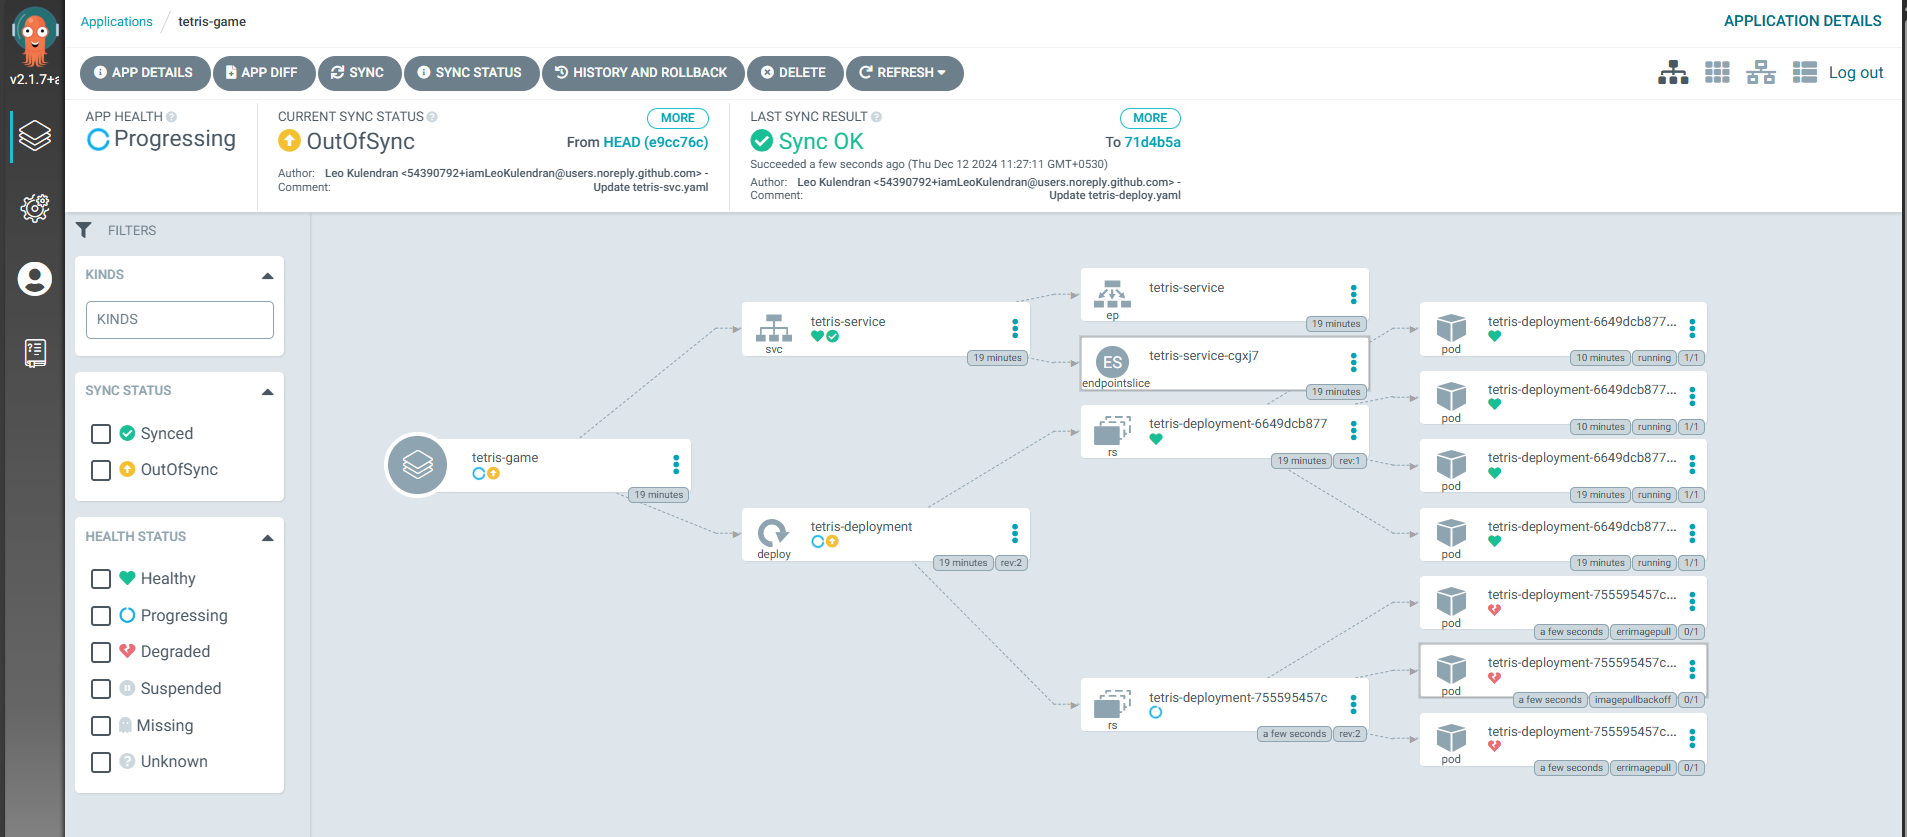 Applications / tetris-game
APPLICATION DETAILS
v2.1.7+a
APP DETAILS
APP DIFF
SYNC
SYNC STATUS
HISTORY AND ROLLBACK
DELETE
REFRESH
Log out
APP HEALTH
Progressing
CURRENT SYNC STATUS
MORE
OutOfSync
From HEAD (e9cc76c)
Author: Leo Kulendran <54390792+iamLeoKulendran@users.noreply.github.com> -
Comment: Update tetris-svc.yaml
LAST SYNC RESULT
MORE
Sync OK
To 71d4b5a
Succeeded a few seconds ago (Thu Dec 12 2024 11:27:11 GMT+0530)
Author: Leo Kulendran <54390792+iamLeoKulendran@users.noreply.github.com> -
Comment: Update tetris-deploy.yaml
FILTERS
KINDS
KINDS
SYNC STATUS
Synced
OutOfSync
HEALTH STATUS
Healthy
Progressing
Degraded
Suspended
Missing
Unknown
tetris-game
19 minutes
tetris-service
svc
19 minutes
tetris-deployment
deploy
19 minutes rev:2
tetris-service
ep
19 minutes
ES
tetris-service-cgxj7
endpointslice
19 minutes
tetris-deployment-6649dcb877
rs
19 minutes rev:1
tetris-deployment-755595457c
rs
a few seconds rev:2
tetris-deployment-6649dcb877...
pod
10 minutes running 1/1
tetris-deployment-6649dcb877...
pod
10 minutes running 1/1
tetris-deployment-6649dcb877...
pod
19 minutes running 1/1
tetris-deployment-6649dcb877...
pod
19 minutes running 1/1
tetris-deployment-755595457c...
pod
a few seconds errimagepull 0/1
tetris-deployment-755595457c...
pod
a few seconds imagepullbackoff 0/1
tetris-deployment-755595457c...
pod
a few seconds errimagepull 0/1